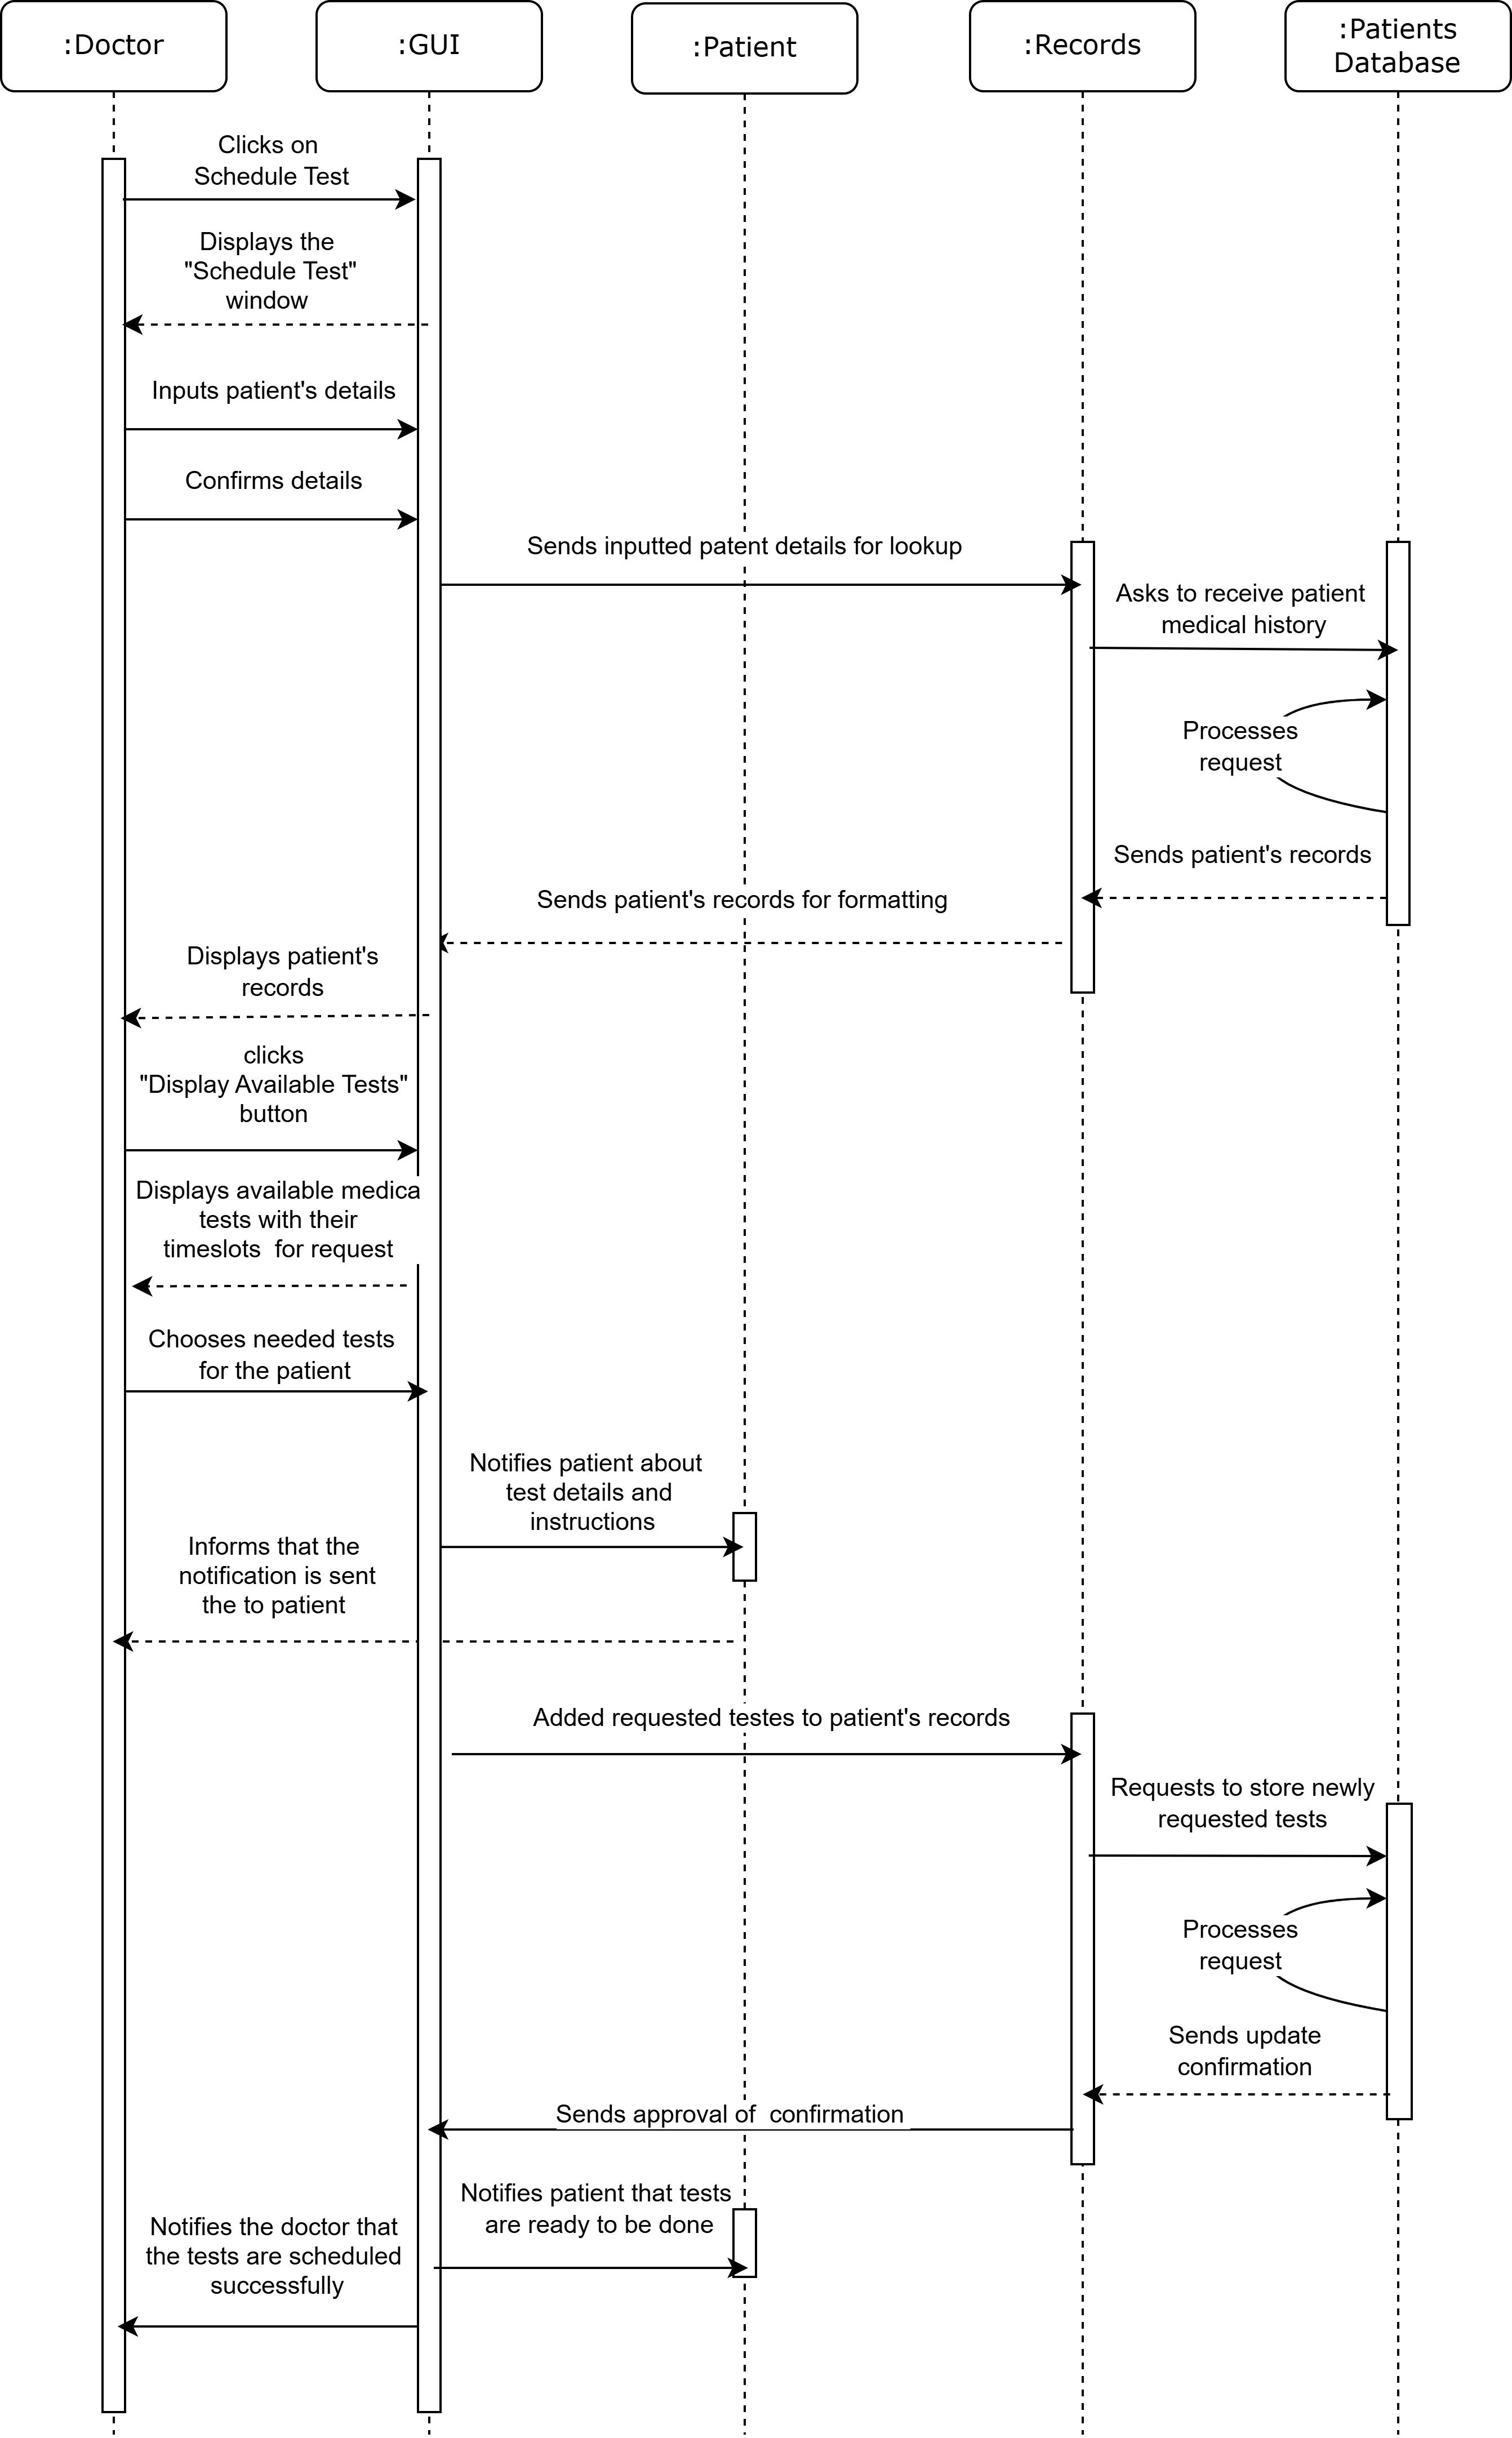 :Doctor
:GUI
:Patient
:Records
:Patients
Database
Clicks on
Schedule Test
Displays the
"Schedule Test"
window
Inputs patient's details
Confirms details
Sends inputted patent details for lookup
Asks to receive patient
medical history
Processes
request
Sends patient's records
Sends patient's records for formatting
Displays patient's
records
clicks
"Display Available Tests"
button
Displays available medica
tests with their
timeslots  for request
Chooses needed tests
for the patient
Notifies patient about
test details and
instructions
Informs that the
notification is sent
the to patient
Added requested testes to patient's records
Requests to store newly
requested tests
Processes
request
Sends update
confirmation
Sends approval of  confirmation
Notifies patient that tests
are ready to be done
Notifies the doctor that
the tests are scheduled
successfully